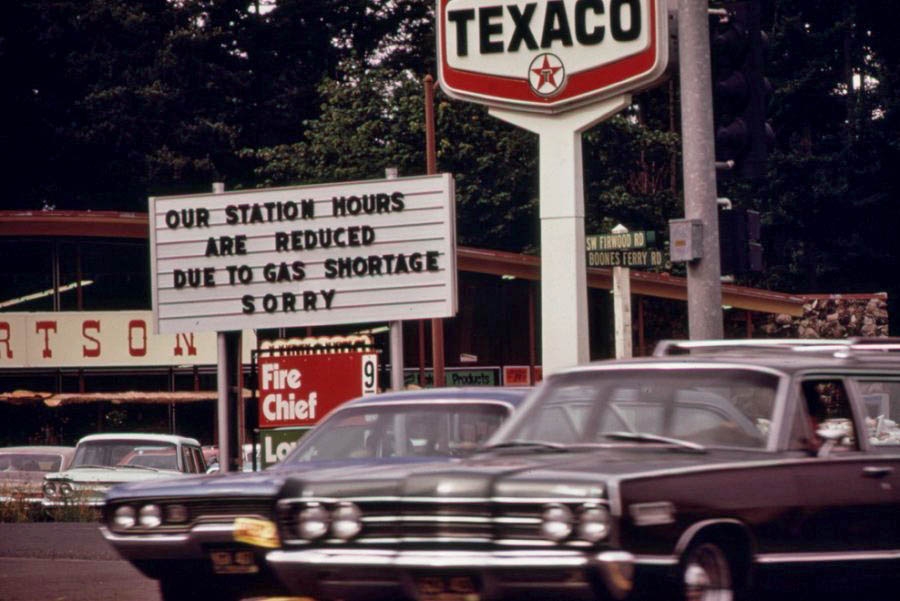 TEXACO
T
OUR STATION HOURS
ARE REDUCED
DUE TO GAS SHORTAGE
SORRY
SW FIRWOOD RD
BOONES FERRY RD
RTSON
Fire
Chief
9
Products